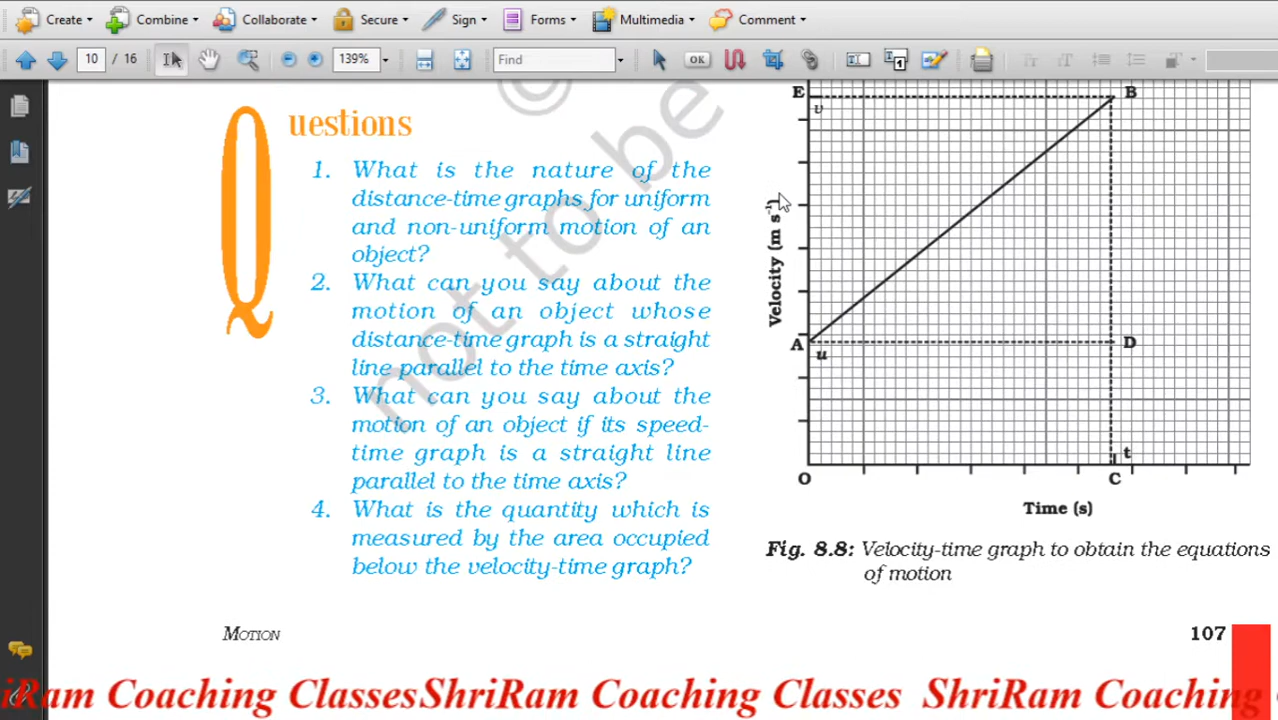 Create Combine Collaborate Secure Sign Forms Multimedia Comment
10 / 16 OK 139% Find
© not to be
Questions
1. What is the nature of the
distance-time graphs for uniform
and non-uniform motion of an
object?
2. What can you say about the
motion of an object whose
distance-time graph is a straight
line parallel to the time axis?
3. What can you say about the
motion of an object if its speed-
time graph is a straight line
parallel to the time axis?
4. What is the quantity which is
measured by the area occupied
below the velocity-time graph?
E B
v
Velocity (m s⁻¹)
A D
u
t
O C
Time (s)
Fig. 8.8: Velocity-time graph to obtain the equations
of motion
MOTION 107
iRam Coaching ClassesShriRam Coaching Classes ShriRam Coaching